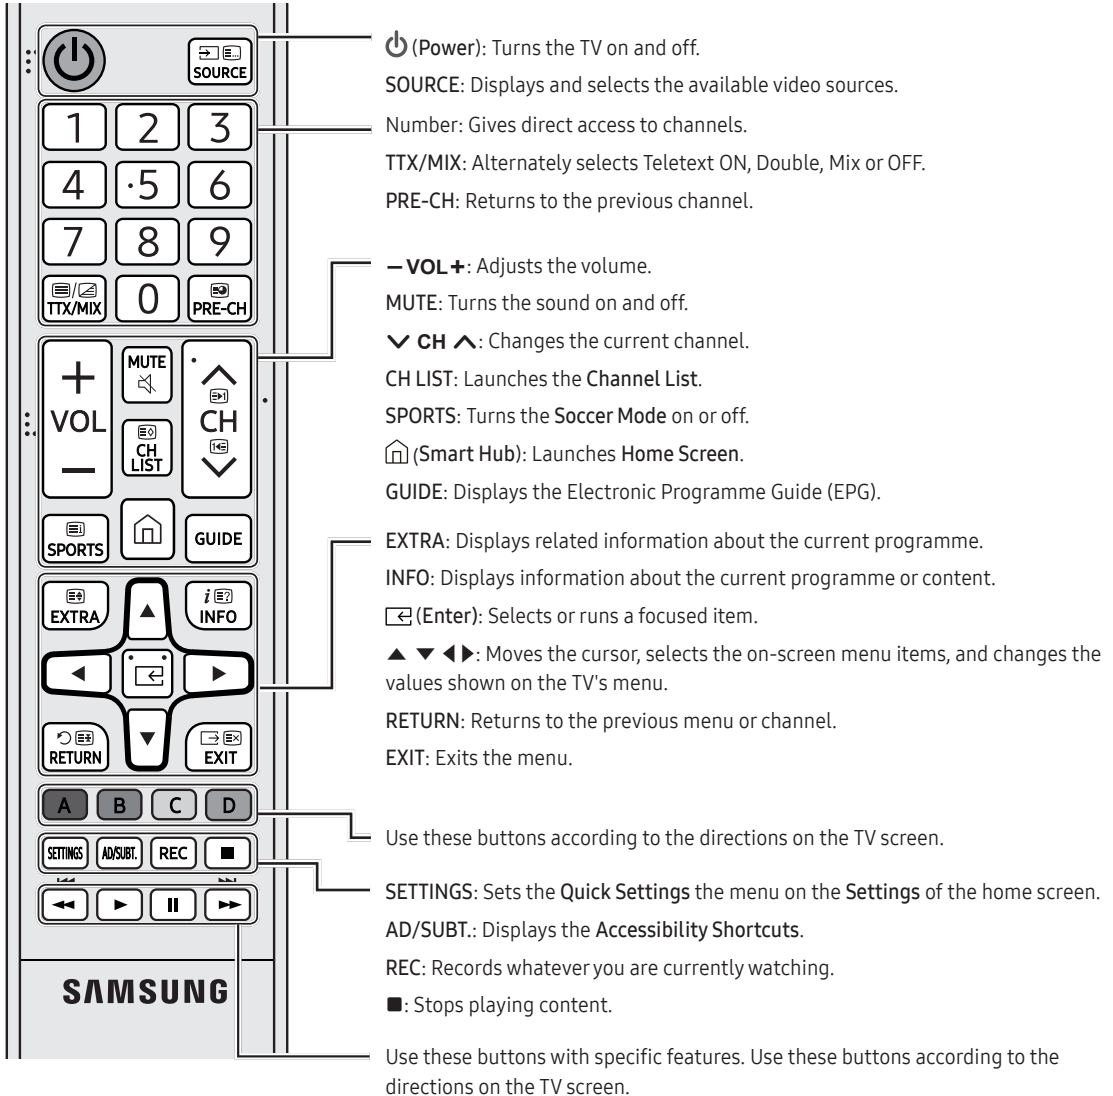 SOURCE
1 2 3
4 ·5 6
7 8 9
TTX/MIX 0 PRE-CH
+ VOL −
MUTE
CH LIST
CH
SPORTS
GUIDE
EXTRA
i INFO
RETURN
EXIT
A B C D
SETTINGS AD/SUBT. REC
SAMSUNG
(Power): Turns the TV on and off.
SOURCE: Displays and selects the available video sources.
Number: Gives direct access to channels.
TTX/MIX: Alternately selects Teletext ON, Double, Mix or OFF.
PRE-CH: Returns to the previous channel.
− VOL +: Adjusts the volume.
MUTE: Turns the sound on and off.
CH : Changes the current channel.
CH LIST: Launches the Channel List.
SPORTS: Turns the Soccer Mode on or off.
(Smart Hub): Launches Home Screen.
GUIDE: Displays the Electronic Programme Guide (EPG).
EXTRA: Displays related information about the current programme.
INFO: Displays information about the current programme or content.
(Enter): Selects or runs a focused item.
▲ ▼ ◀ ▶: Moves the cursor, selects the on-screen menu items, and changes the
values shown on the TV's menu.
RETURN: Returns to the previous menu or channel.
EXIT: Exits the menu.
Use these buttons according to the directions on the TV screen.
SETTINGS: Sets the Quick Settings the menu on the Settings of the home screen.
AD/SUBT.: Displays the Accessibility Shortcuts.
REC: Records whatever you are currently watching.
■: Stops playing content.
Use these buttons with specific features. Use these buttons according to the
directions on the TV screen.